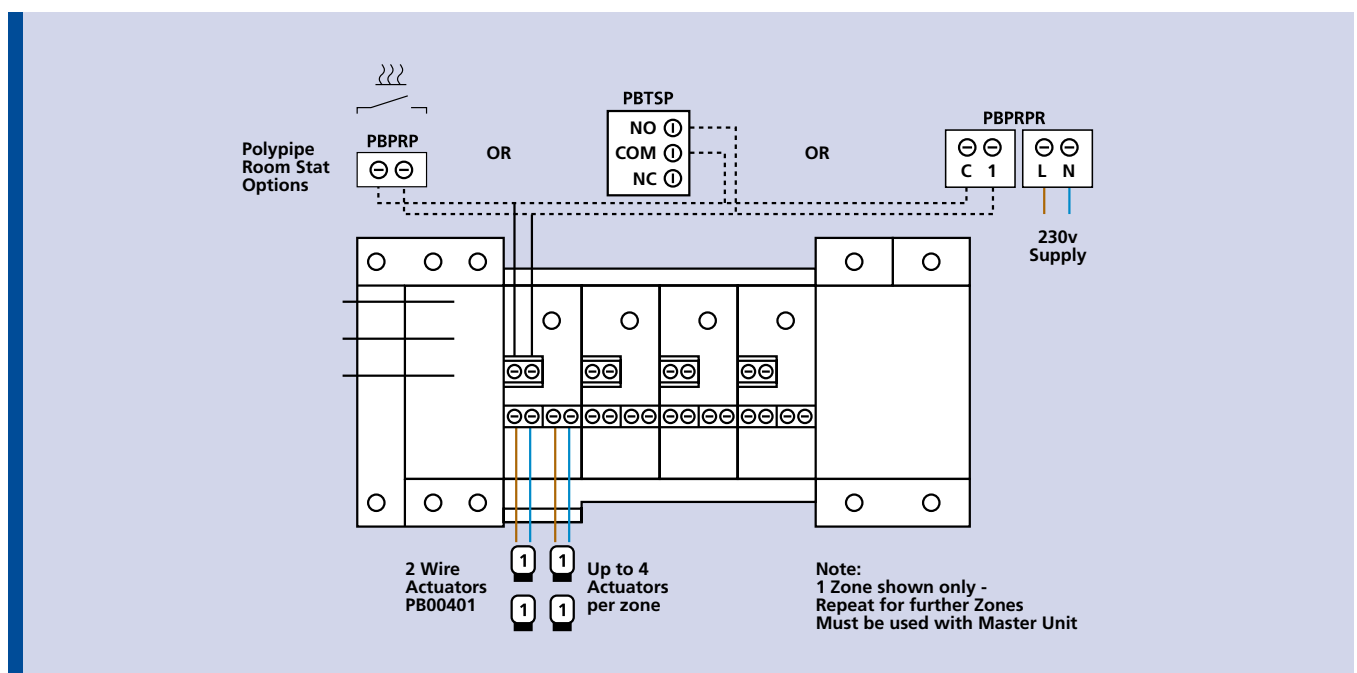 PBTSP
PBPRPR
Polypipe
Room Stat
Options
PBPRP
OR
NO
COM
NC
OR
C 1
L N
230v
Supply
2 Wire
Actuators
PB00401
1 1
1 1
Up to 4
Actuators
per zone
Note:
1 Zone shown only -
Repeat for further Zones
Must be used with Master Unit